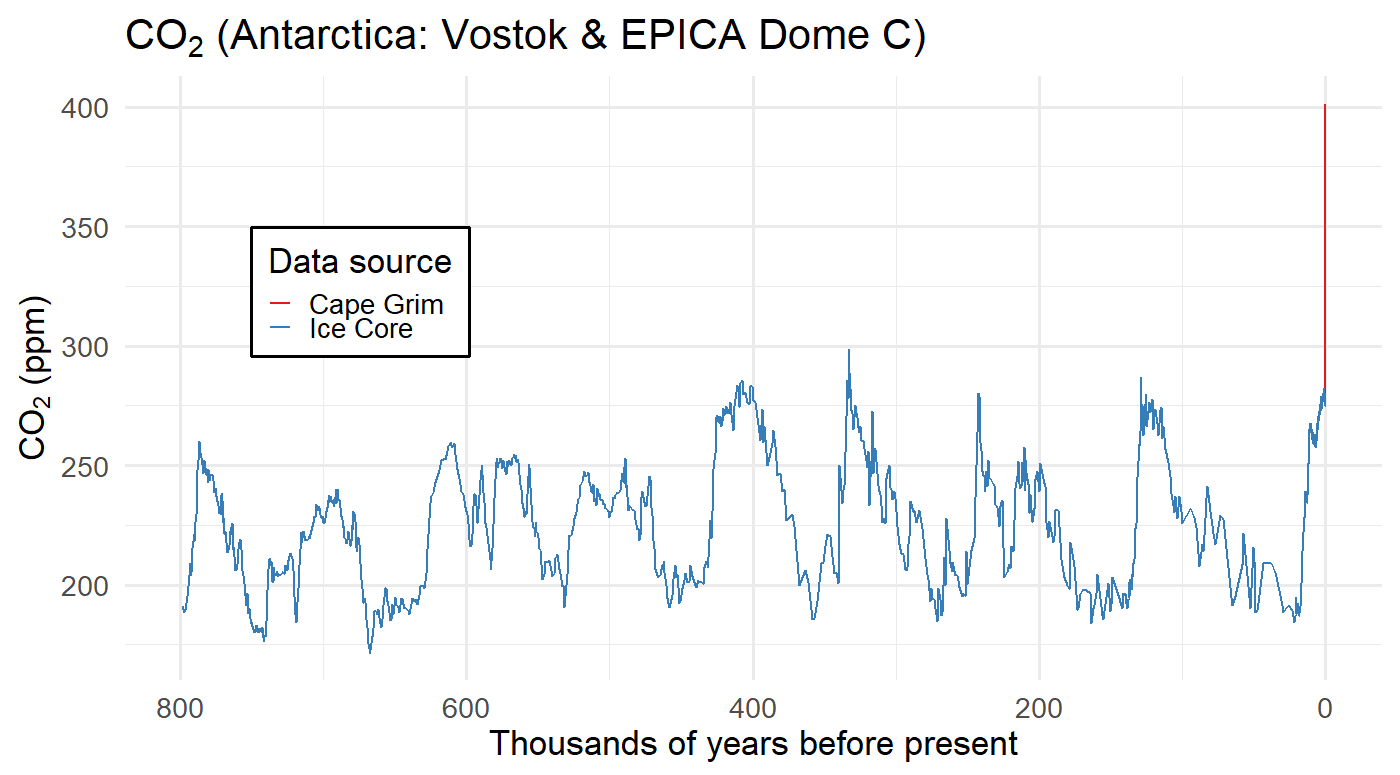 CO₂ (Antarctica: Vostok & EPICA Dome C)
400
350
300
250
200
CO₂ (ppm)
Data source
Cape Grim
Ice Core
800
600
400
200
0
Thousands of years before present